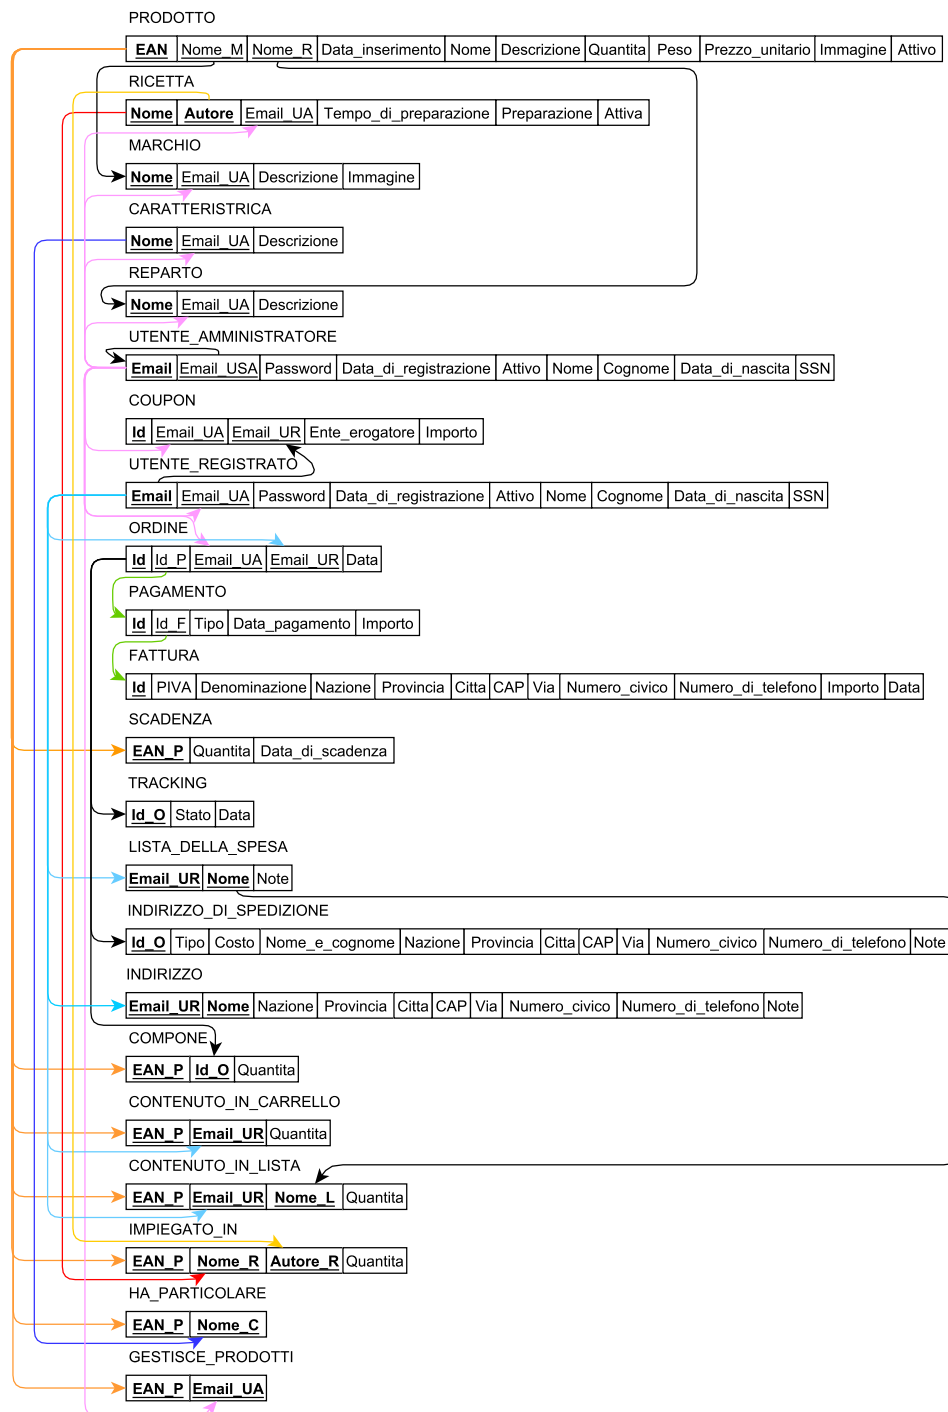 PRODOTTO
EAN Nome_M Nome_R Data_inserimento Nome Descrizione Quantita Peso Prezzo_unitario Immagine Attivo
RICETTA
Nome Autore Email_UA Tempo_di_preparazione Preparazione Attiva
MARCHIO
Nome Email_UA Descrizione Immagine
CARATTERISTRICA
Nome Email_UA Descrizione
REPARTO
Nome Email_UA Descrizione
UTENTE_AMMINISTRATORE
Email Email_USA Password Data_di_registrazione Attivo Nome Cognome Data_di_nascita SSN
COUPON
Id Email_UA Email_UR Ente_erogatore Importo
UTENTE_REGISTRATO
Email Email_UA Password Data_di_registrazione Attivo Nome Cognome Data_di_nascita SSN
ORDINE
Id Id_P Email_UA Email_UR Data
PAGAMENTO
Id Id_F Tipo Data_pagamento Importo
FATTURA
Id PIVA Denominazione Nazione Provincia Citta CAP Via Numero_civico Numero_di_telefono Importo Data
SCADENZA
EAN_P Quantita Data_di_scadenza
TRACKING
Id_O Stato Data
LISTA_DELLA_SPESA
Email_UR Nome Note
INDIRIZZO_DI_SPEDIZIONE
Id_O Tipo Costo Nome_e_cognome Nazione Provincia Citta CAP Via Numero_civico Numero_di_telefono Note
INDIRIZZO
Email_UR Nome Nazione Provincia Citta CAP Via Numero_civico Numero_di_telefono Note
COMPONE
EAN_P Id_O Quantita
CONTENUTO_IN_CARRELLO
EAN_P Email_UR Quantita
CONTENUTO_IN_LISTA
EAN_P Email_UR Nome_L Quantita
IMPIEGATO_IN
EAN_P Nome_R Autore_R Quantita
HA_PARTICOLARE
EAN_P Nome_C
GESTISCE_PRODOTTI
EAN_P Email_UA